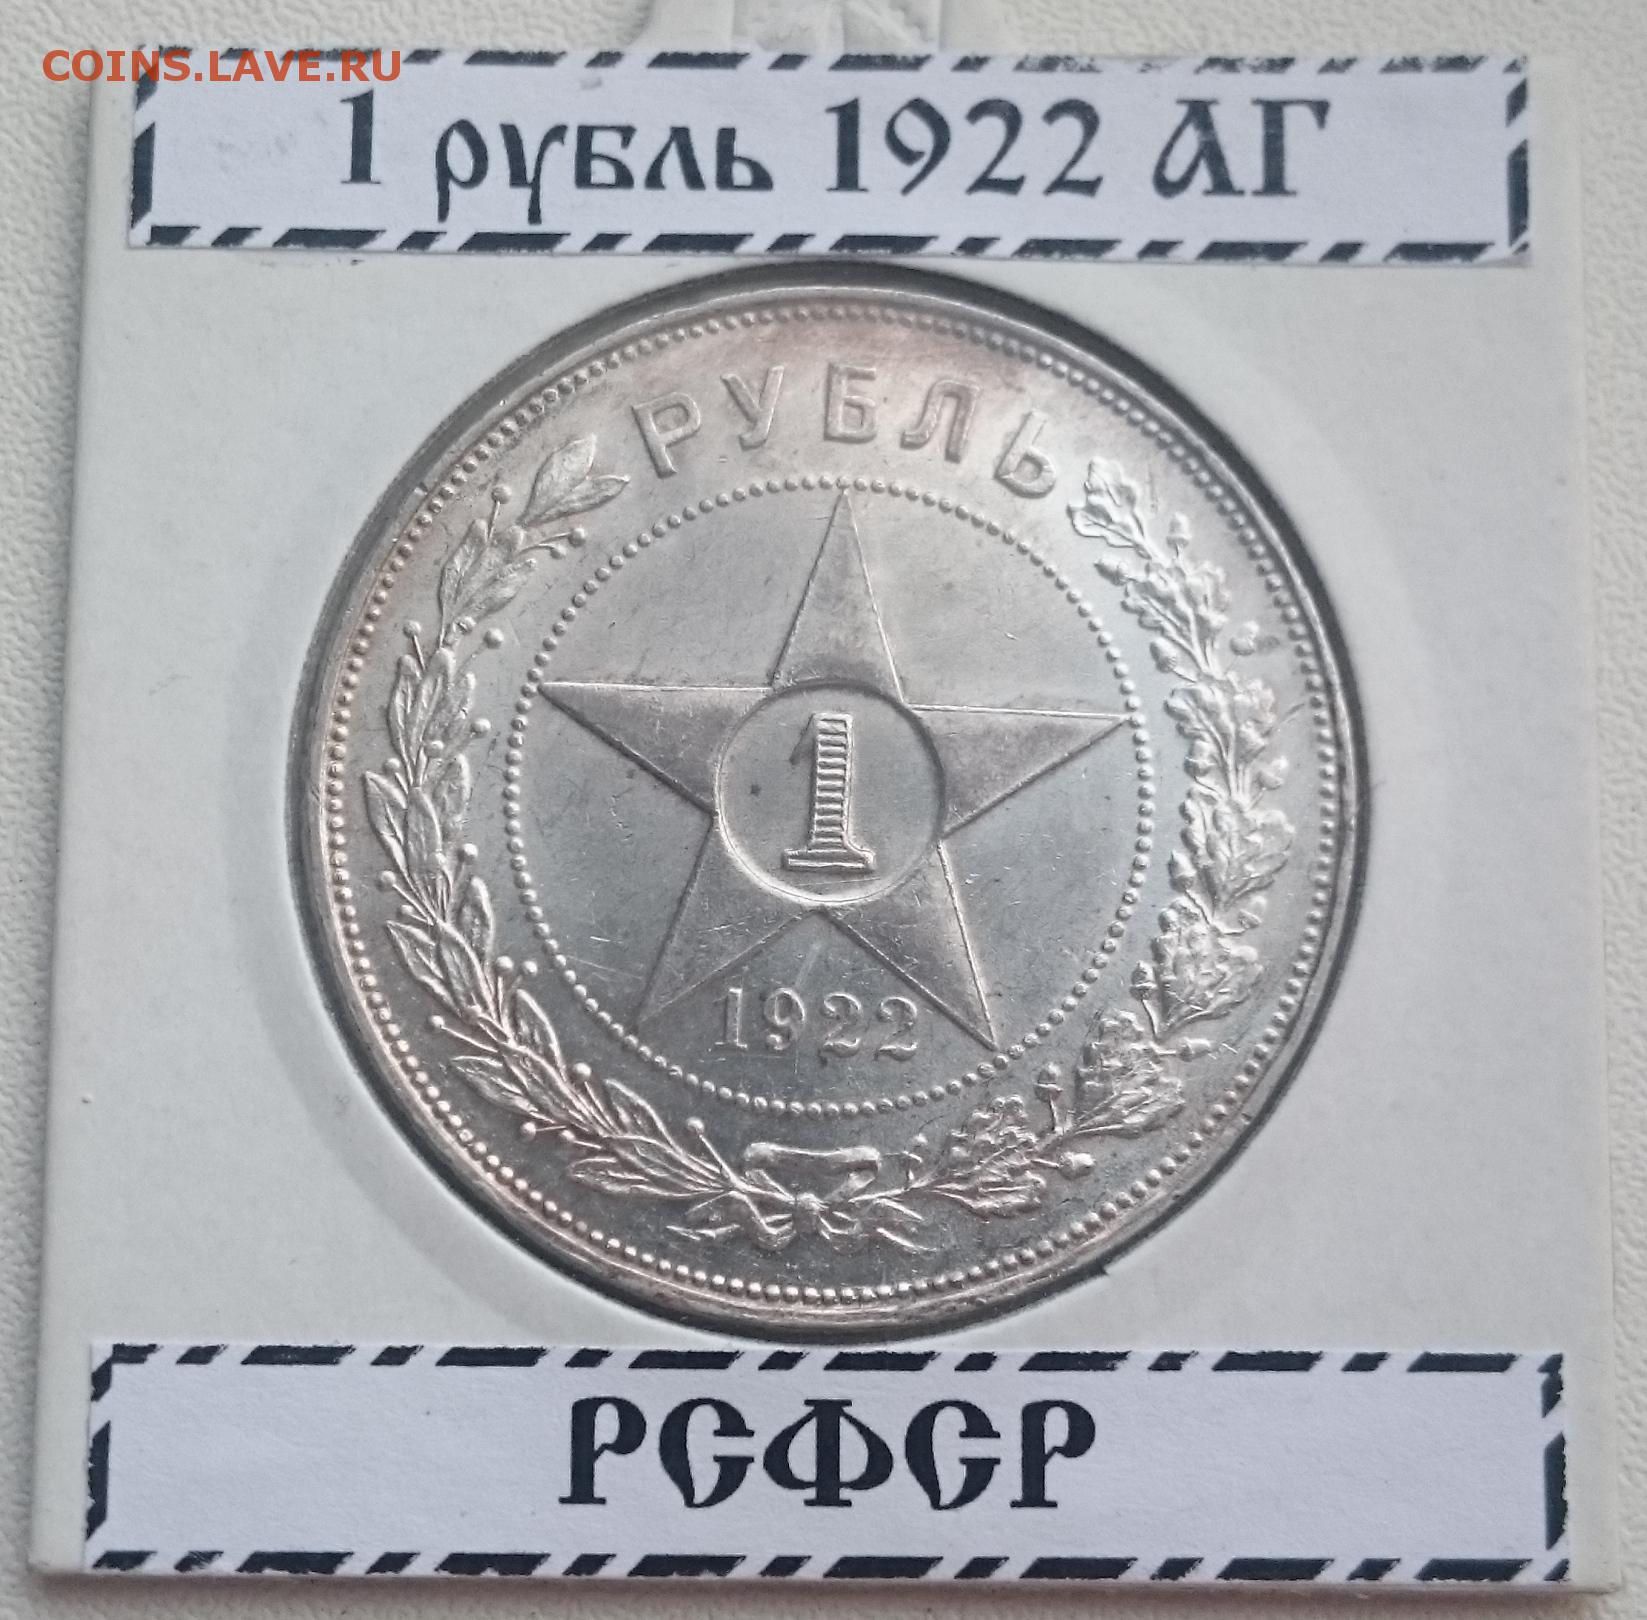 COINS.LAVE.RU
1 рубль 1922 АГ
РУБЛЬ
1
1922
РСФСР